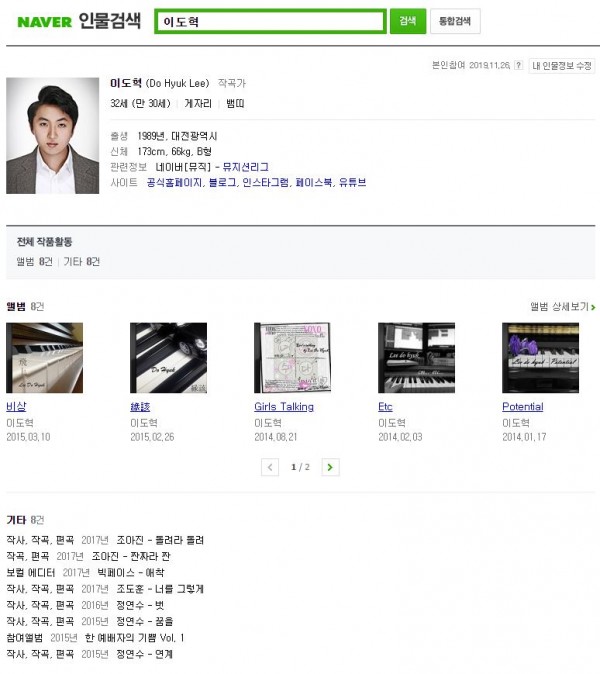 NAVER 인물검색 이도혁 검색 통합검색
본인참여 2019.11.26. ? 내 인물정보 수정
이도혁 (Do Hyuk Lee) 작곡가
32세 (만 30세) 게자리 뱀띠
출생 1989년, 대전광역시
신체 173cm, 66kg, B형
관련정보 네이버[뮤직] - 뮤지션리그
사이트 공식홈페이지, 블로그, 인스타그램, 페이스북, 유튜브
전체 작품활동
앨범 8건 기타 8건
앨범 8건 앨범 상세보기
비상 緣該 Girls Talking Etc Potential
이도혁 이도혁 이도혁 이도혁 이도혁
2015.03.10 2015.02.26 2014.08.21 2014.02.03 2014.01.17
1 / 2
기타 8건
작사, 작곡, 편곡 2017년 조아진 - 돌려라 돌려
작곡, 편곡 2017년 조아진 - 짠짜라 짠
보컬 에디터 2017년 빅페이스 - 애착
작사, 작곡, 편곡 2017년 조도훈 - 너를 그렇게
작사, 작곡, 편곡 2016년 정연수 - 벗
작사, 작곡, 편곡 2015년 정연수 - 꿈을
참여앨범 2015년 한 예배자의 기쁨 Vol. 1
작사, 작곡, 편곡 2015년 정연수 - 연계